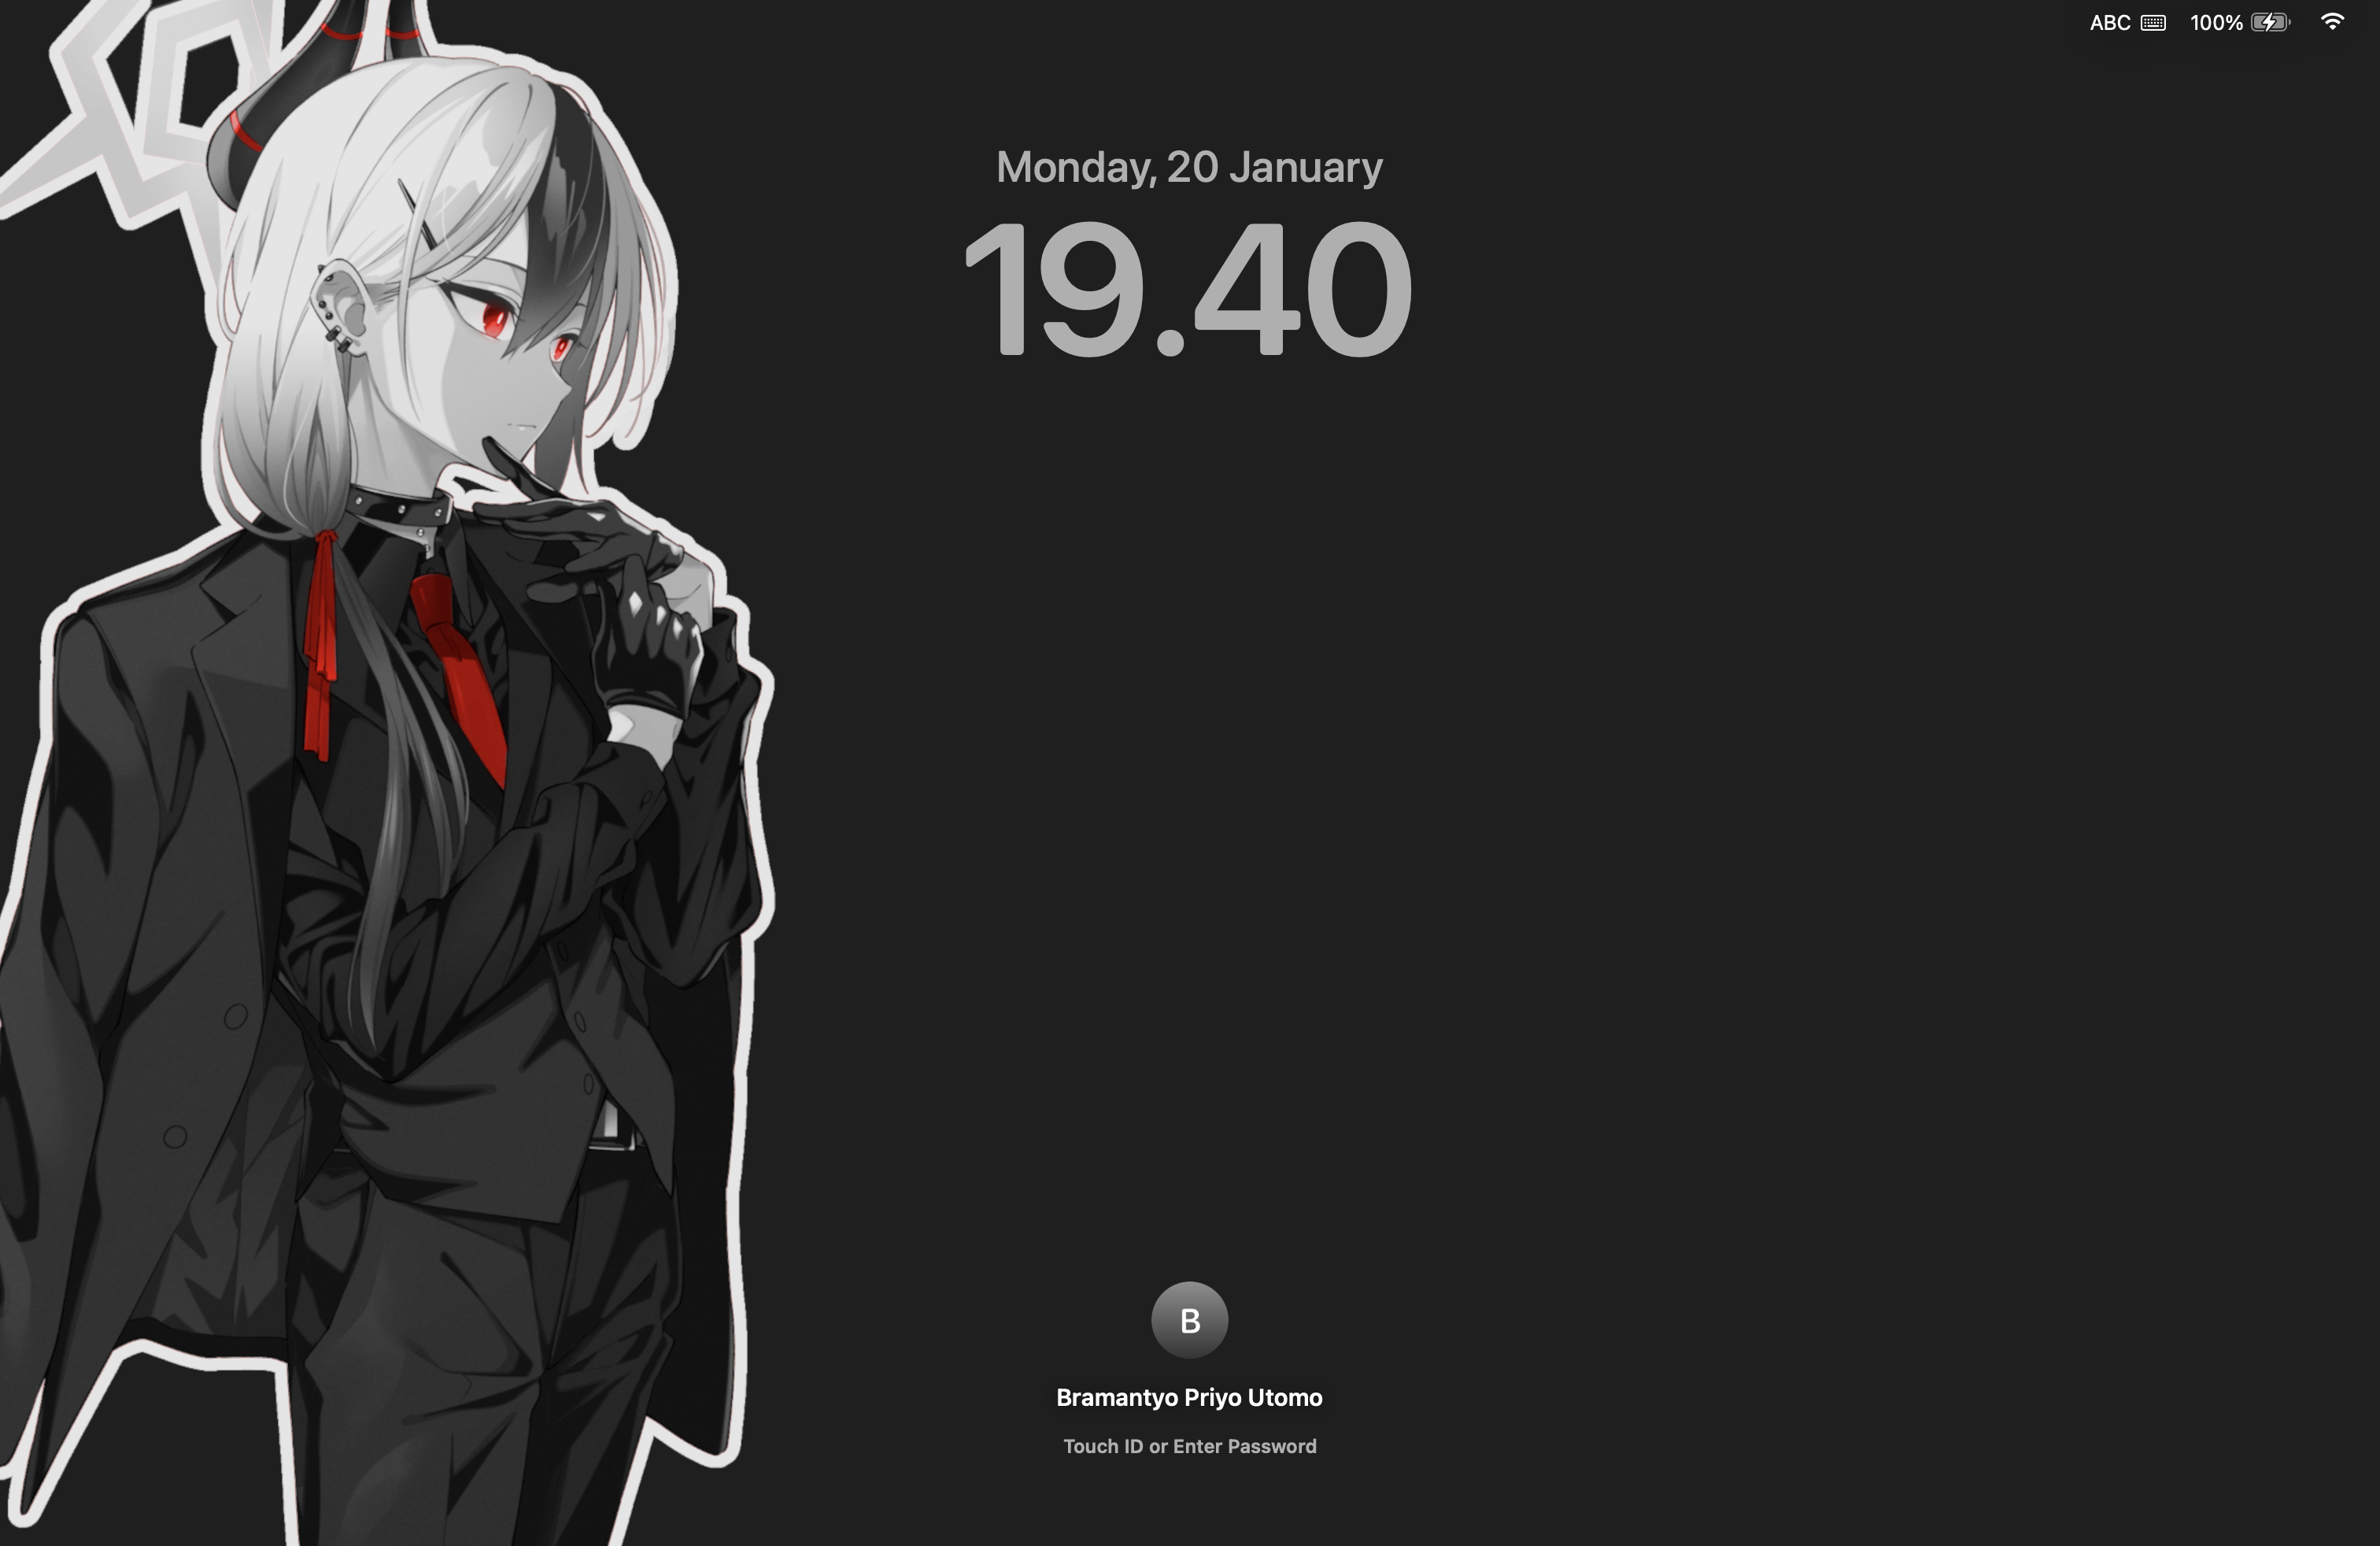 ABC 100%
Monday, 20 January
19.40
B
Bramantyo Priyo Utomo
Touch ID or Enter Password